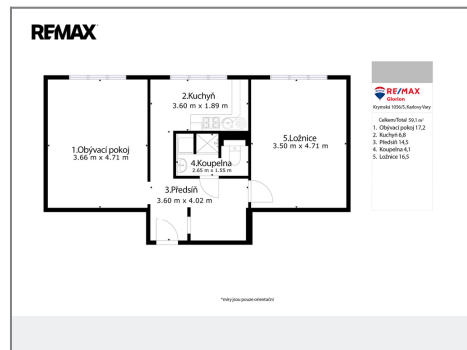 RE/MAX
2.Kuchyň
3.60 m x 1.89 m
1.Obývací pokoj
3.66 m x 4.71 m
5.Ložnice
3.50 m x 4.71 m
4.Koupelna
2.65 m x 1.55 m
3.Předsíň
3.60 m x 4.02 m
RE/MAX
Glorion
Krymská 1056/5, Karlovy Vary
Celkem/Total 59,1 m²
1. Obývací pokoj 17,2
2. Kuchyň 6,8
3. Předsíň 14,5
4. Koupelna 4,1
5. Ložnice 16,5
*míry jsou pouze orientační